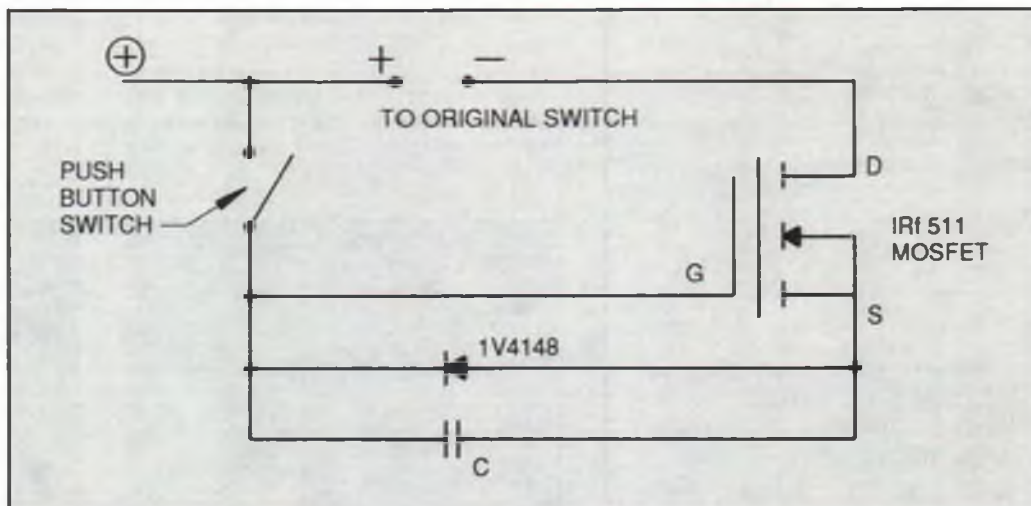 + + −
TO ORIGINAL SWITCH
PUSH
BUTTON
SWITCH
D
IRf 511
MOSFET
G
S
1V4148
C